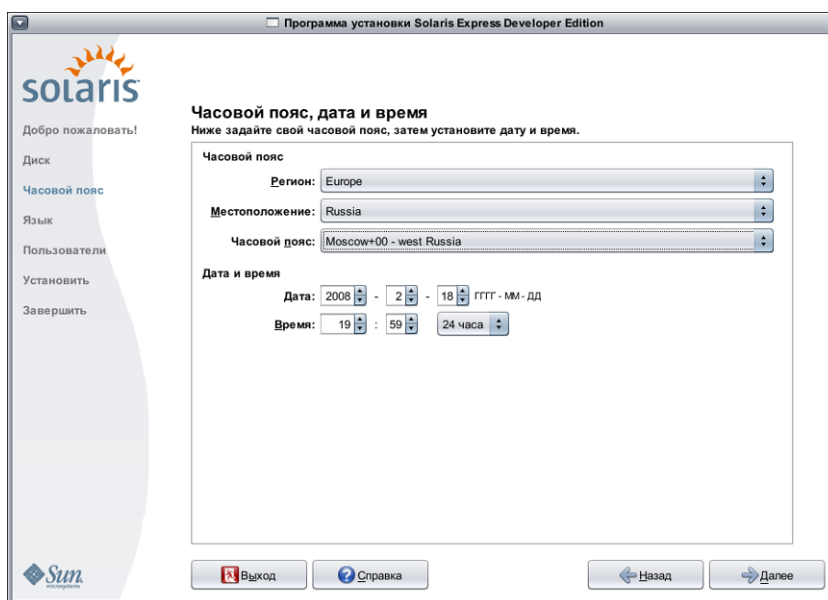 Программа установки Solaris Express Developer Edition
solaris
Часовой пояс, дата и время
Ниже задайте свой часовой пояс, затем установите дату и время.
Добро пожаловать!
Диск
Часовой пояс
Язык
Пользователи
Установить
Завершить
Часовой пояс
Регион: Europe
Местоположение: Russia
Часовой пояс: Moscow+00 - west Russia
Дата и время
Дата: 2008 - 2 - 18 ГГГГ - ММ - ДД
Время: 19 : 59 24 часа
Sun
microsystems
Выход
Справка
Назад
Далее